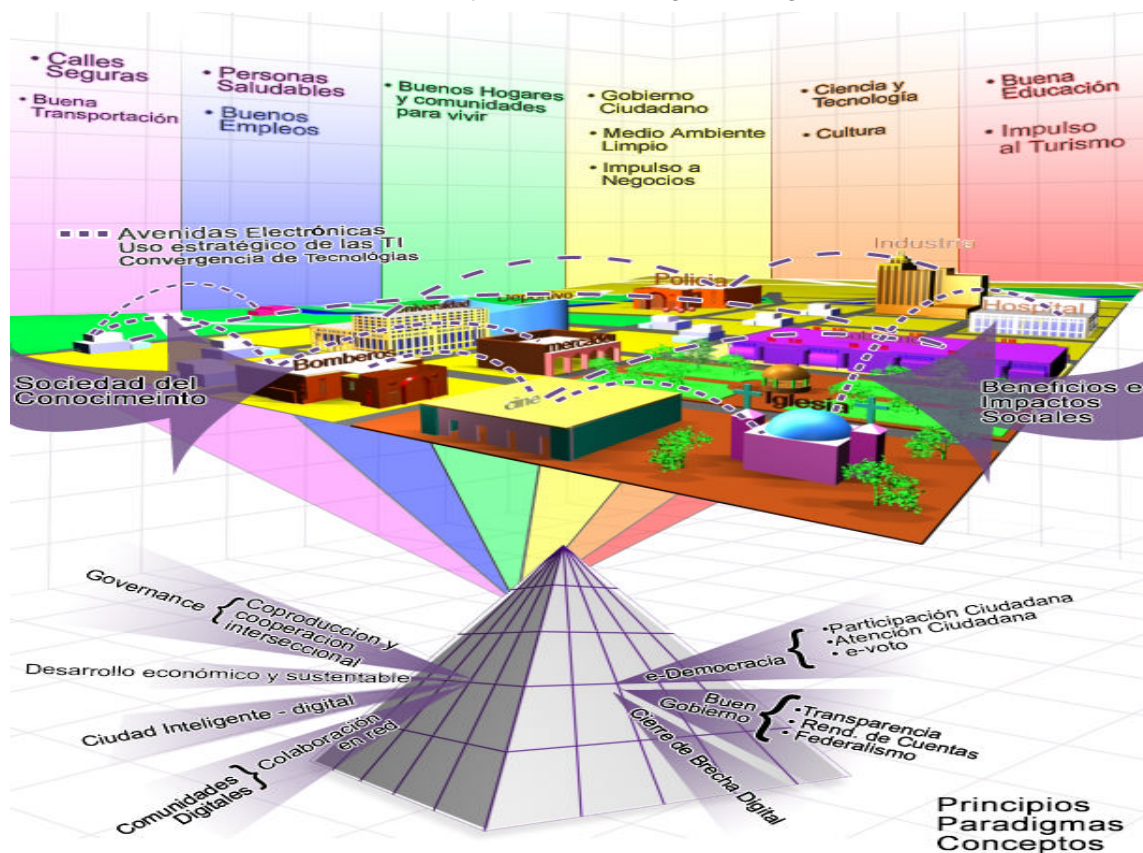 • Calles
Seguras
• Buena
Transportación
• Personas
Saludables
• Buenos
Empleos
• Buenos Hogares
y comunidades
para vivir
• Gobierno
Ciudadano
• Medio Ambiente
Limpio
• Impulso a
Negocios
• Ciencia y
Tecnología
• Cultura
• Buena
Educación
• Impulso
al Turismo
Avenidas Electrónicas
Uso estratégico de las TI
Convergencia de Tecnológias
Industria
Policia
Deportivo
Hospital
Bomberos
mercado
cine
Iglesia
Sociedad del
Conocimeinto
Beneficios e
Impactos
Sociales
Governance {
Coproduccion y
cooperacion
interseccional
Desarrollo económico y sustentable
Ciudad Inteligente - digital
Comunidades
Digitales
} Colaboración
en red
e-Democracia {
•Participación Ciudadana
•Atención Ciudadana
• e-voto
Buen
Gobierno {
•Transparencia
• Rend. de Cuentas
• Federalismo
Cierre de Brecha Digital
Principios
Paradigmas
Conceptos